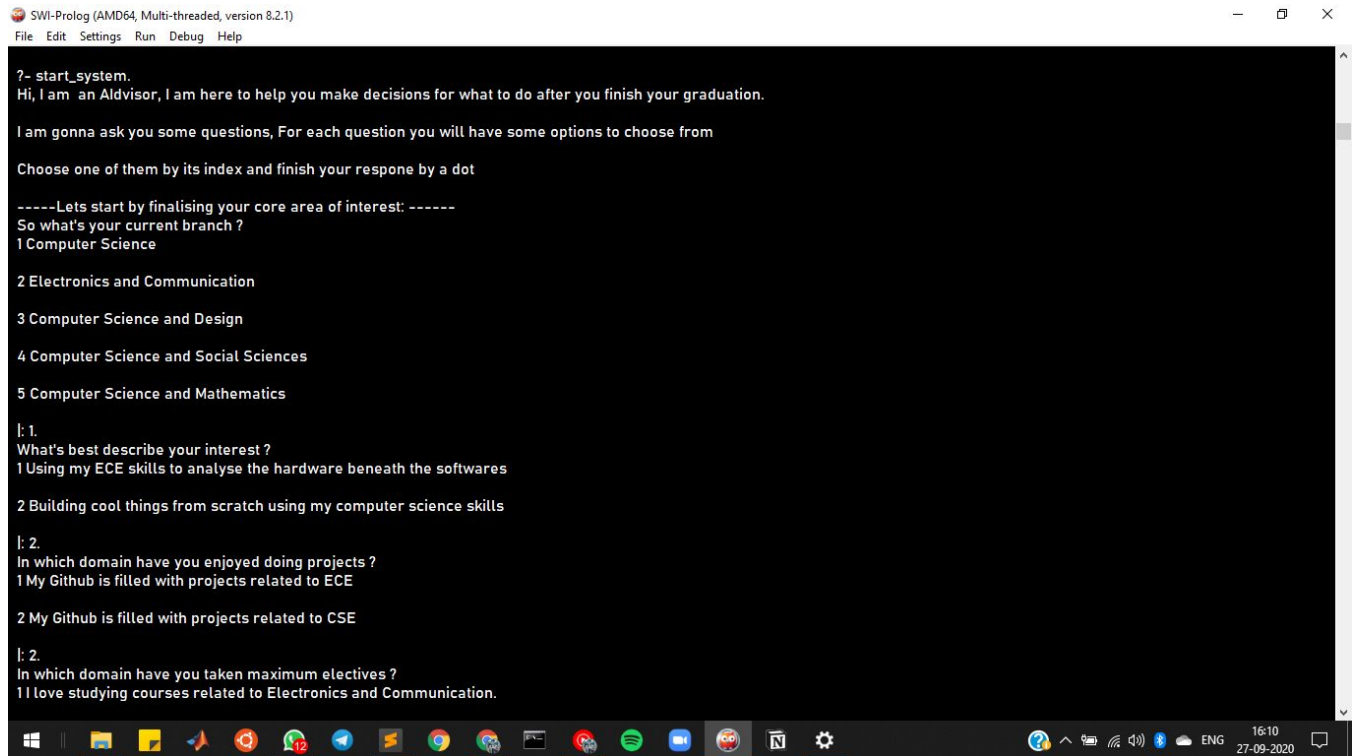 SWI-Prolog (AMD64, Multi-threaded, version 8.2.1)
File Edit Settings Run Debug Help
?- start_system.
Hi, I am  an AIdvisor, I am here to help you make decisions for what to do after you finish your graduation.
I am gonna ask you some questions, For each question you will have some options to choose from
Choose one of them by its index and finish your respone by a dot
-----Lets start by finalising your core area of interest: ------
So what's your current branch ?
1 Computer Science
2 Electronics and Communication
3 Computer Science and Design
4 Computer Science and Social Sciences
5 Computer Science and Mathematics
|: 1.
What's best describe your interest ?
1 Using my ECE skills to analyse the hardware beneath the softwares
2 Building cool things from scratch using my computer science skills
|: 2.
In which domain have you enjoyed doing projects ?
1 My Github is filled with projects related to ECE
2 My Github is filled with projects related to CSE
|: 2.
In which domain have you taken maximum electives ?
1 I love studying courses related to Electronics and Communication.
12
ENG
16:10
27-09-2020